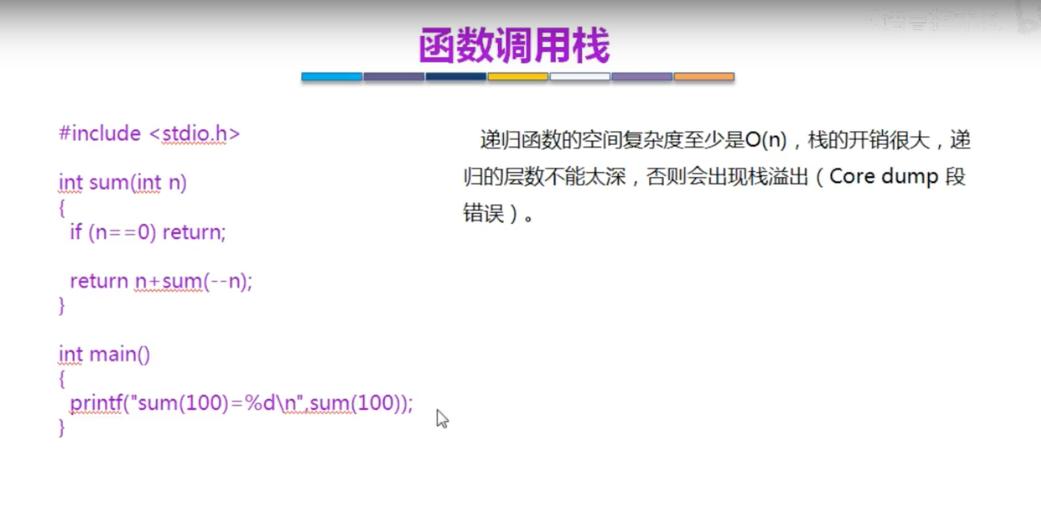 函数调用栈
#include <stdio.h>
int sum(int n)
{
if (n==0) return;
return n+sum(--n);
}
int main()
{
printf("sum(100)=%d\n",sum(100));
}
递归函数的空间复杂度至少是O(n)，栈的开销很大，递
归的层数不能太深，否则会出现栈溢出（Core dump 段
错误）。